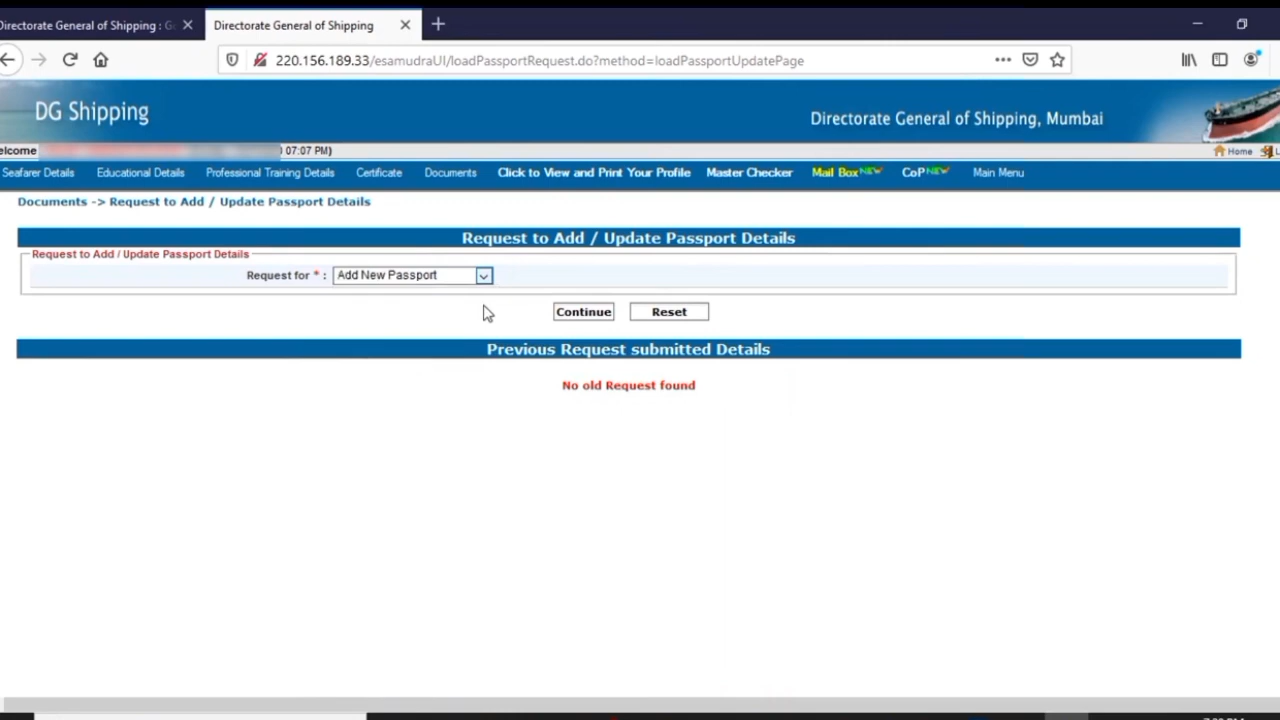 Directorate General of Shipping : G
Directorate General of Shipping
220.156.189.33/esamudraUI/loadPassportRequest.do?method=loadPassportUpdatePage
DG Shipping
Directorate General of Shipping, Mumbai
elcome
07:07 PM)
Home
Seafarer Details Educational Details Professional Training Details Certificate Documents Click to View and Print Your Profile Master Checker Mail Box NEW CoP NEW Main Menu
Documents -> Request to Add / Update Passport Details
Request to Add / Update Passport Details
Request to Add / Update Passport Details
Request for * : Add New Passport
Continue Reset
Previous Request submitted Details
No old Request found